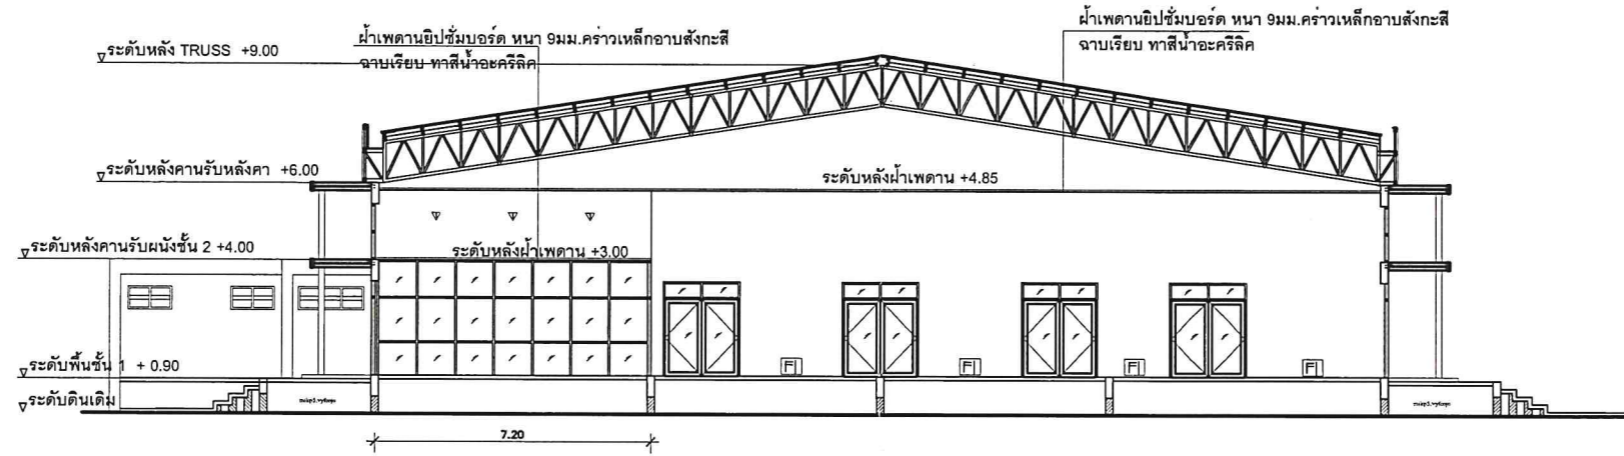 ฝ้าเพดานยิปซั่มบอร์ด หนา 9มม.คร่าวเหล็กอาบสังกะสี
ฉาบเรียบ ทาสีน้ำอะครีลิค
ฝ้าเพดานยิปซั่มบอร์ด หนา 9มม.คร่าวเหล็กอาบสังกะสี
ฉาบเรียบ ทาสีน้ำอะครีลิค
ระดับหลัง TRUSS +9.00
ระดับหลังคานรับหลังคา +6.00
ระดับหลังฝ้าเพดาน +4.85
ระดับหลังคานรับผนังชั้น 2 +4.00
ระดับหลังฝ้าเพดาน +3.00
ระดับพื้นชั้น 1 + 0.90
ระดับดินเดิม
7.20